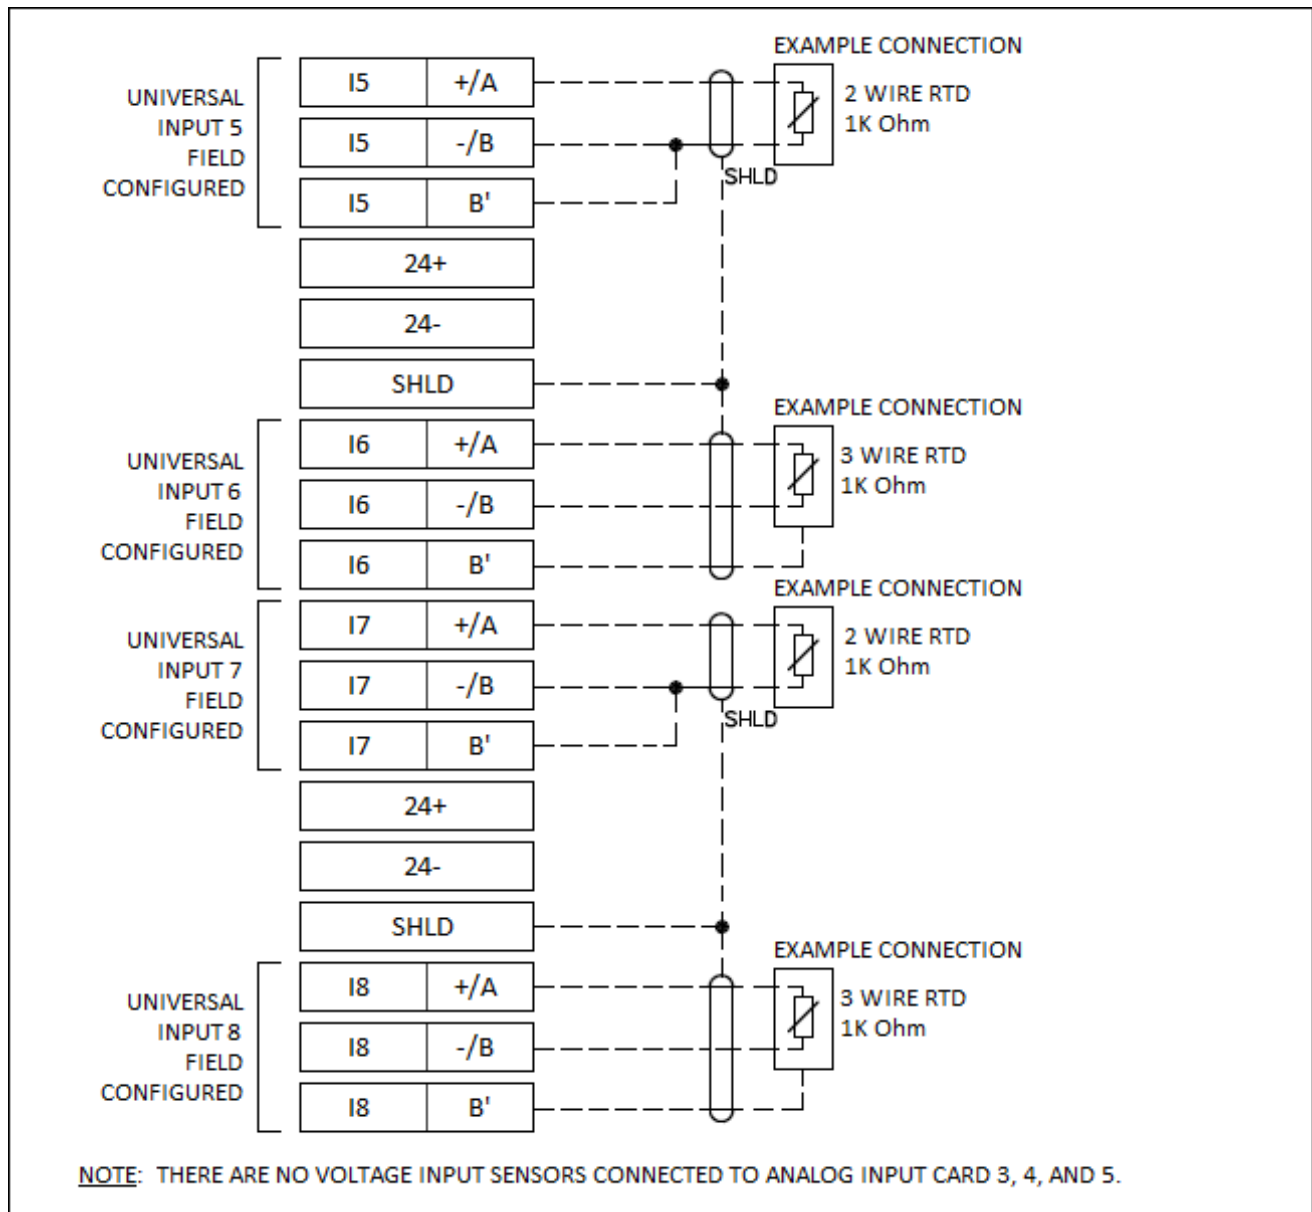 EXAMPLE CONNECTION
UNIVERSAL
INPUT 5
FIELD
CONFIGURED
I5 +/A
I5 -/B
I5 B'
2 WIRE RTD
1K Ohm
SHLD
24+
24-
SHLD
EXAMPLE CONNECTION
UNIVERSAL
INPUT 6
FIELD
CONFIGURED
I6 +/A
I6 -/B
I6 B'
3 WIRE RTD
1K Ohm
EXAMPLE CONNECTION
UNIVERSAL
INPUT 7
FIELD
CONFIGURED
I7 +/A
I7 -/B
I7 B'
2 WIRE RTD
1K Ohm
SHLD
24+
24-
SHLD
EXAMPLE CONNECTION
UNIVERSAL
INPUT 8
FIELD
CONFIGURED
I8 +/A
I8 -/B
I8 B'
3 WIRE RTD
1K Ohm
NOTE: THERE ARE NO VOLTAGE INPUT SENSORS CONNECTED TO ANALOG INPUT CARD 3, 4, AND 5.